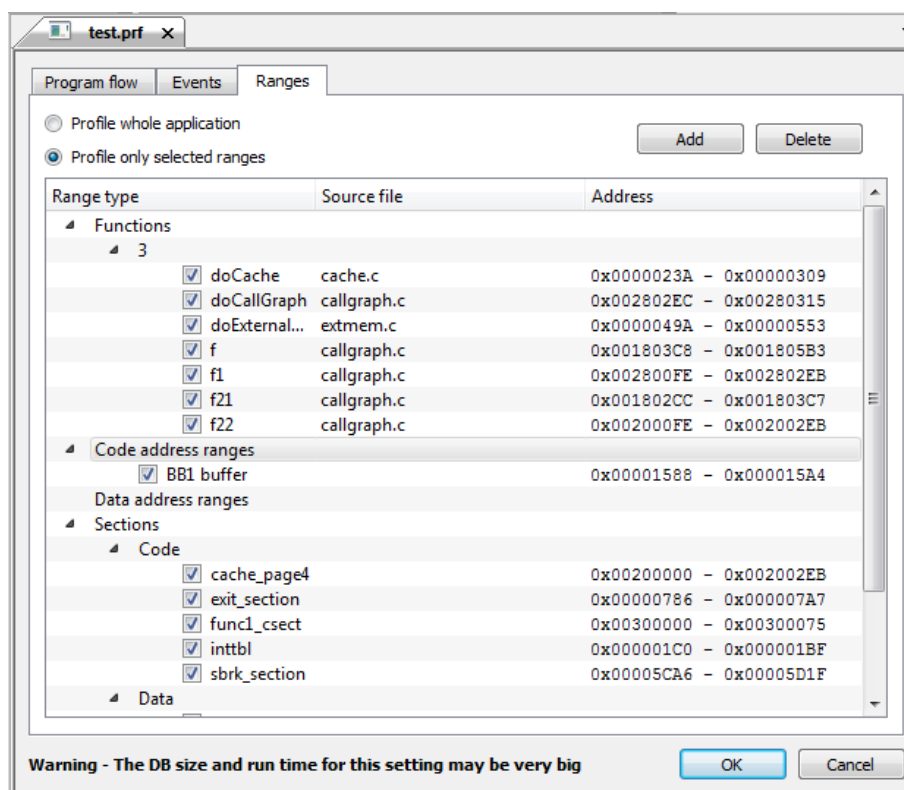 test.prf
Program flow Events Ranges
Profile whole application
Profile only selected ranges
Add Delete
Range type Source file Address
Functions
3
doCache cache.c 0x0000023A - 0x00000309
doCallGraph callgraph.c 0x002802EC - 0x00280315
doExternal... extmem.c 0x0000049A - 0x00000553
f callgraph.c 0x001803C8 - 0x001805B3
f1 callgraph.c 0x002800FE - 0x002802EB
f21 callgraph.c 0x001802CC - 0x001803C7
f22 callgraph.c 0x002000FE - 0x002002EB
Code address ranges
BB1 buffer 0x00001588 - 0x000015A4
Data address ranges
Sections
Code
cache_page4 0x00200000 - 0x002002EB
exit_section 0x00000786 - 0x000007A7
func1_csect 0x00300000 - 0x00300075
inttbl 0x000001C0 - 0x000001BF
sbrk_section 0x00005CA6 - 0x00005D1F
Data
Warning - The DB size and run time for this setting may be very big
OK Cancel